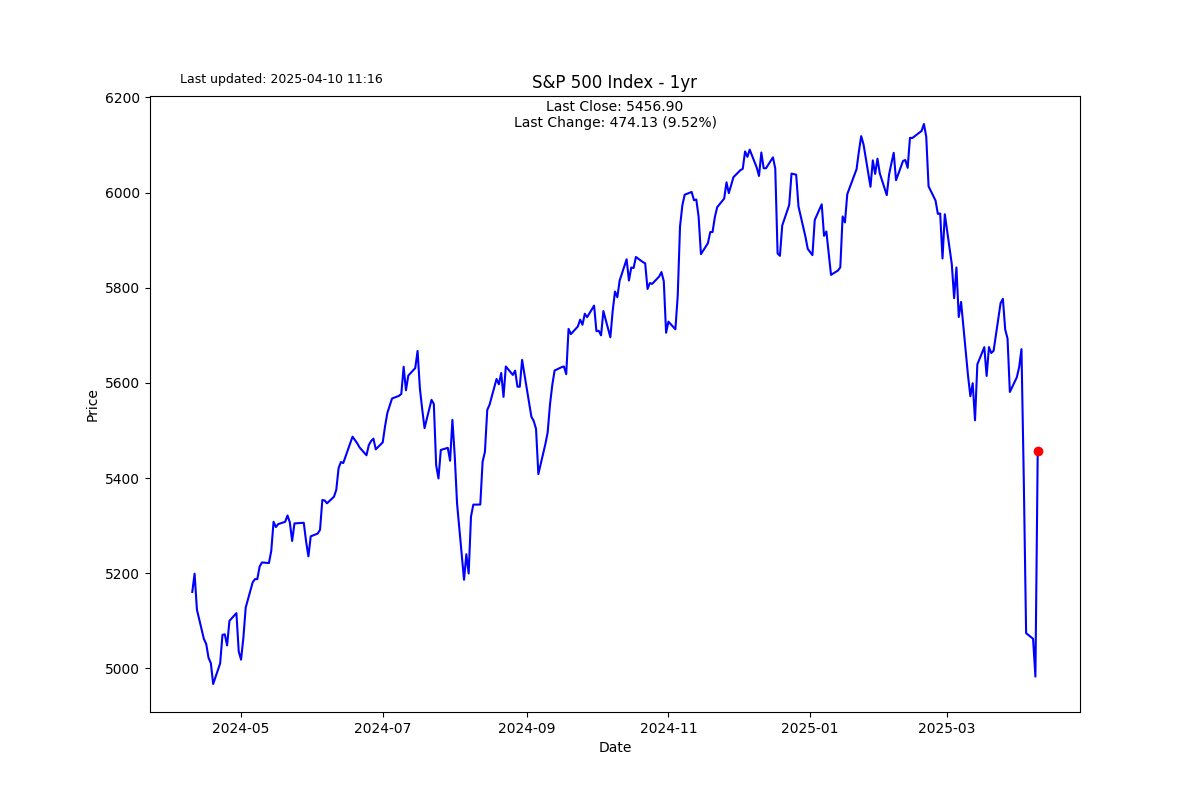 Last updated: 2025-04-10 11:16
S&P 500 Index - 1yr
Last Close: 5456.90
Last Change: 474.13 (9.52%)
Price
6200
6000
5800
5600
5400
5200
5000
2024-05
2024-07
2024-09
2024-11
2025-01
2025-03
Date